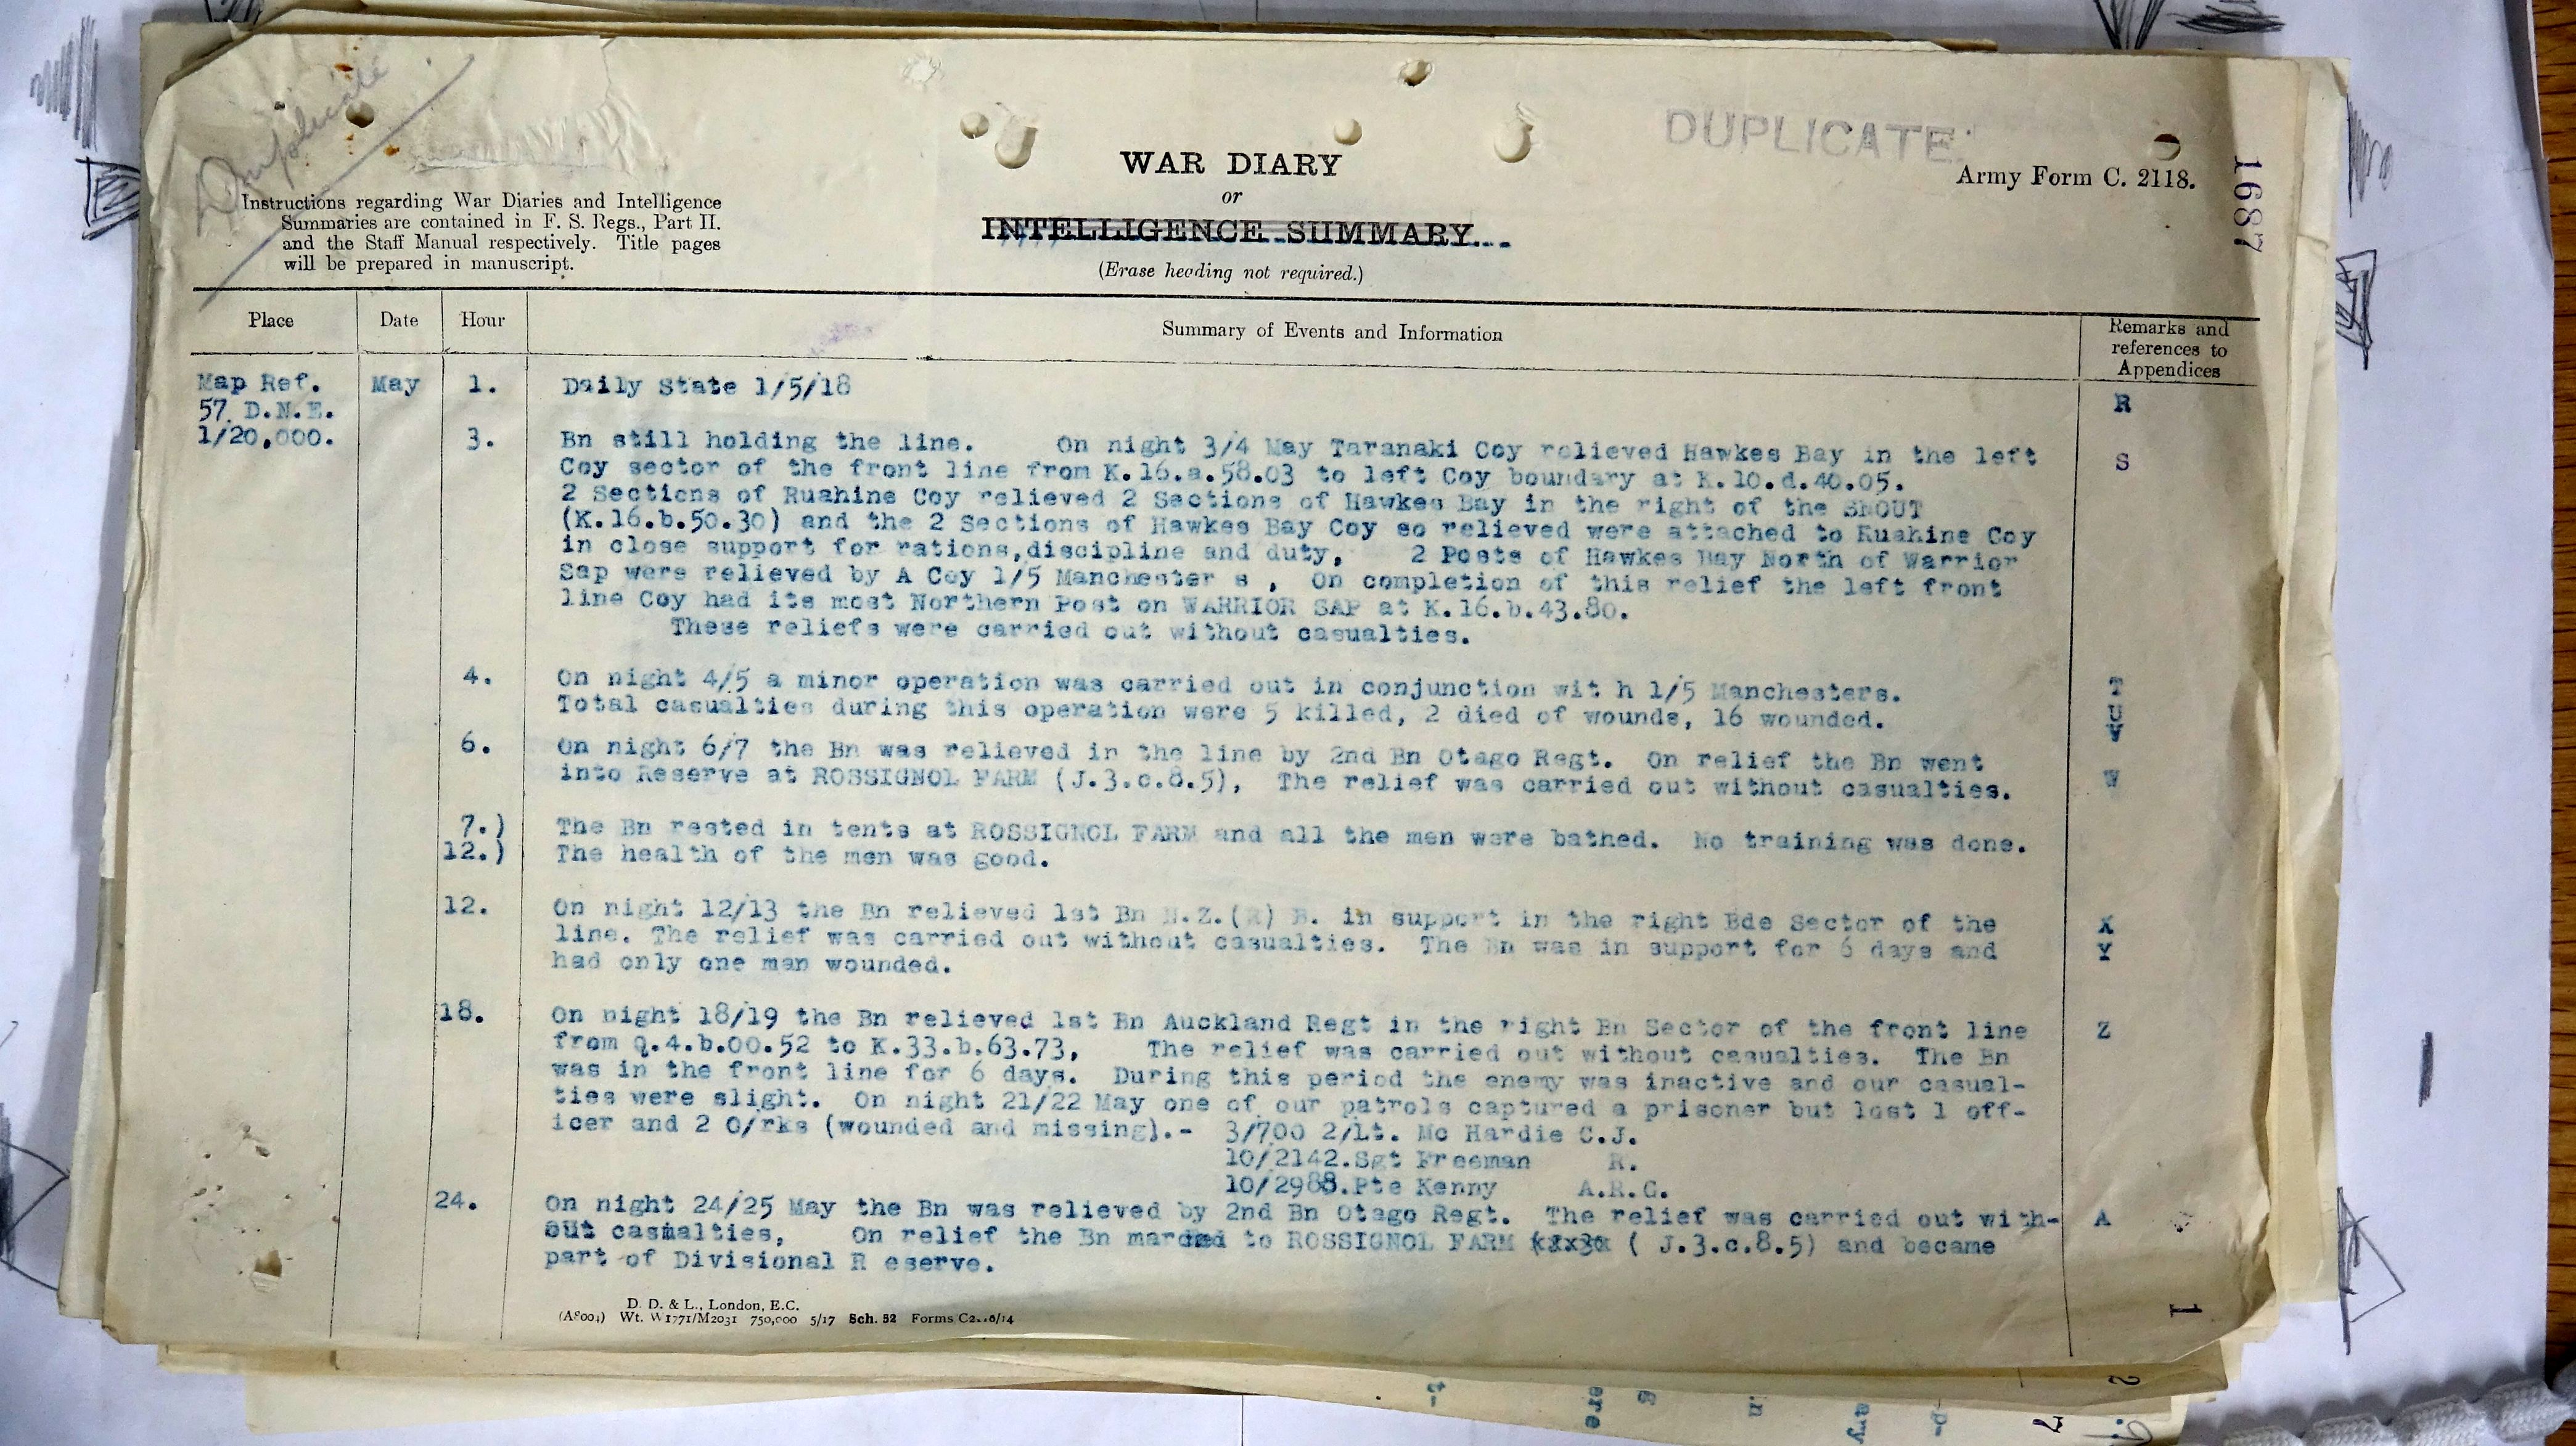 Duplicate
DUPLICATE
WAR DIARY
or
INTELLIGENCE SUMMARY.
(Erase heading not required.)
Army Form C. 2118.
1687
Instructions regarding War Diaries and Intelligence
Summaries are contained in F. S. Regs., Part II.
and the Staff Manual respectively. Title pages
will be prepared in manuscript.
Place Date Hour Summary of Events and Information Remarks and references to Appendices
Map Ref. May 1. Daily State 1/5/18 R
57. D.N.E.
1/20,000. 3. Bn still holding the line. On night 3/4 May Taranaki Coy relieved Hawkes Bay in the left S
Coy sector of the front line from K.16.a.58.03 to left Coy boundary at K.10.d.40.05.
2 Sections of Ruahine Coy relieved 2 Sections of Hawkes Bay in the right of the SNOUT
(K.16.b.50.30) and the 2 Sections of Hawkes Bay Coy so relieved were attached to Ruahine Coy
in close support for rations,discipline and duty, 2 Posts of Hawkes Bay North of Warrior
Sap were relieved by A Coy 1/5 Manchester s , On completion of this relief the left front
line Coy had its most Northern Post on WARRIOR SAP at K.16.b.43.80.
These reliefs were carried out without casualties.
4. On night 4/5 a minor operation was carried out in conjunction wit h 1/5 Manchesters. T
Total casualties during this operation were 5 killed, 2 died of wounds, 16 wounded. U
V
6. On night 6/7 the Bn was relieved in the line by 2nd Bn Otago Regt. On relief the Bn went
into Reserve at ROSSIGNOL FARM (J.3.c.8.5), The relief was carried out without casualties. W
7.) The Bn rested in tents at ROSSIGNOL FARM and all the men were bathed. No training was done.
12.) The health of the men was good.
12. On night 12/13 the Bn relieved 1st Bn N.Z.(R) B. in support in the right Bde Sector of the X
line. The relief was carried out without casualties. The Bn was in support for 6 days and Y
had only one man wounded.
18. On night 18/19 the Bn relieved 1st Bn Auckland Regt in the right Bn Sector of the front line Z
from Q.4.b.00.52 to K.33.b.63.73, The relief was carried out without casualties. The Bn
was in the front line for 6 days. During this period the enemy was inactive and our casual-
ties were slight. On night 21/22 May one of our patrols captured a prisoner but lost 1 off-
icer and 2 O/rks (wounded and missing).- 3/700 2/Lt. Mc Hardie C.J.
10/2142.Sgt Freeman R.
10/2988.Pte Kenny A.R.C.
24. On night 24/25 May the Bn was relieved by 2nd Bn Otago Regt. The relief was carried out with- A
out casualties, On relief the Bn marched to ROSSIGNOL FARM ( J.3.c.8.5) and became
part of Divisional R eserve.
D. D. & L., London, E.C.
(A8004) Wt. W1771/M2031 750,000 5/17 Sch. 52 Forms
1